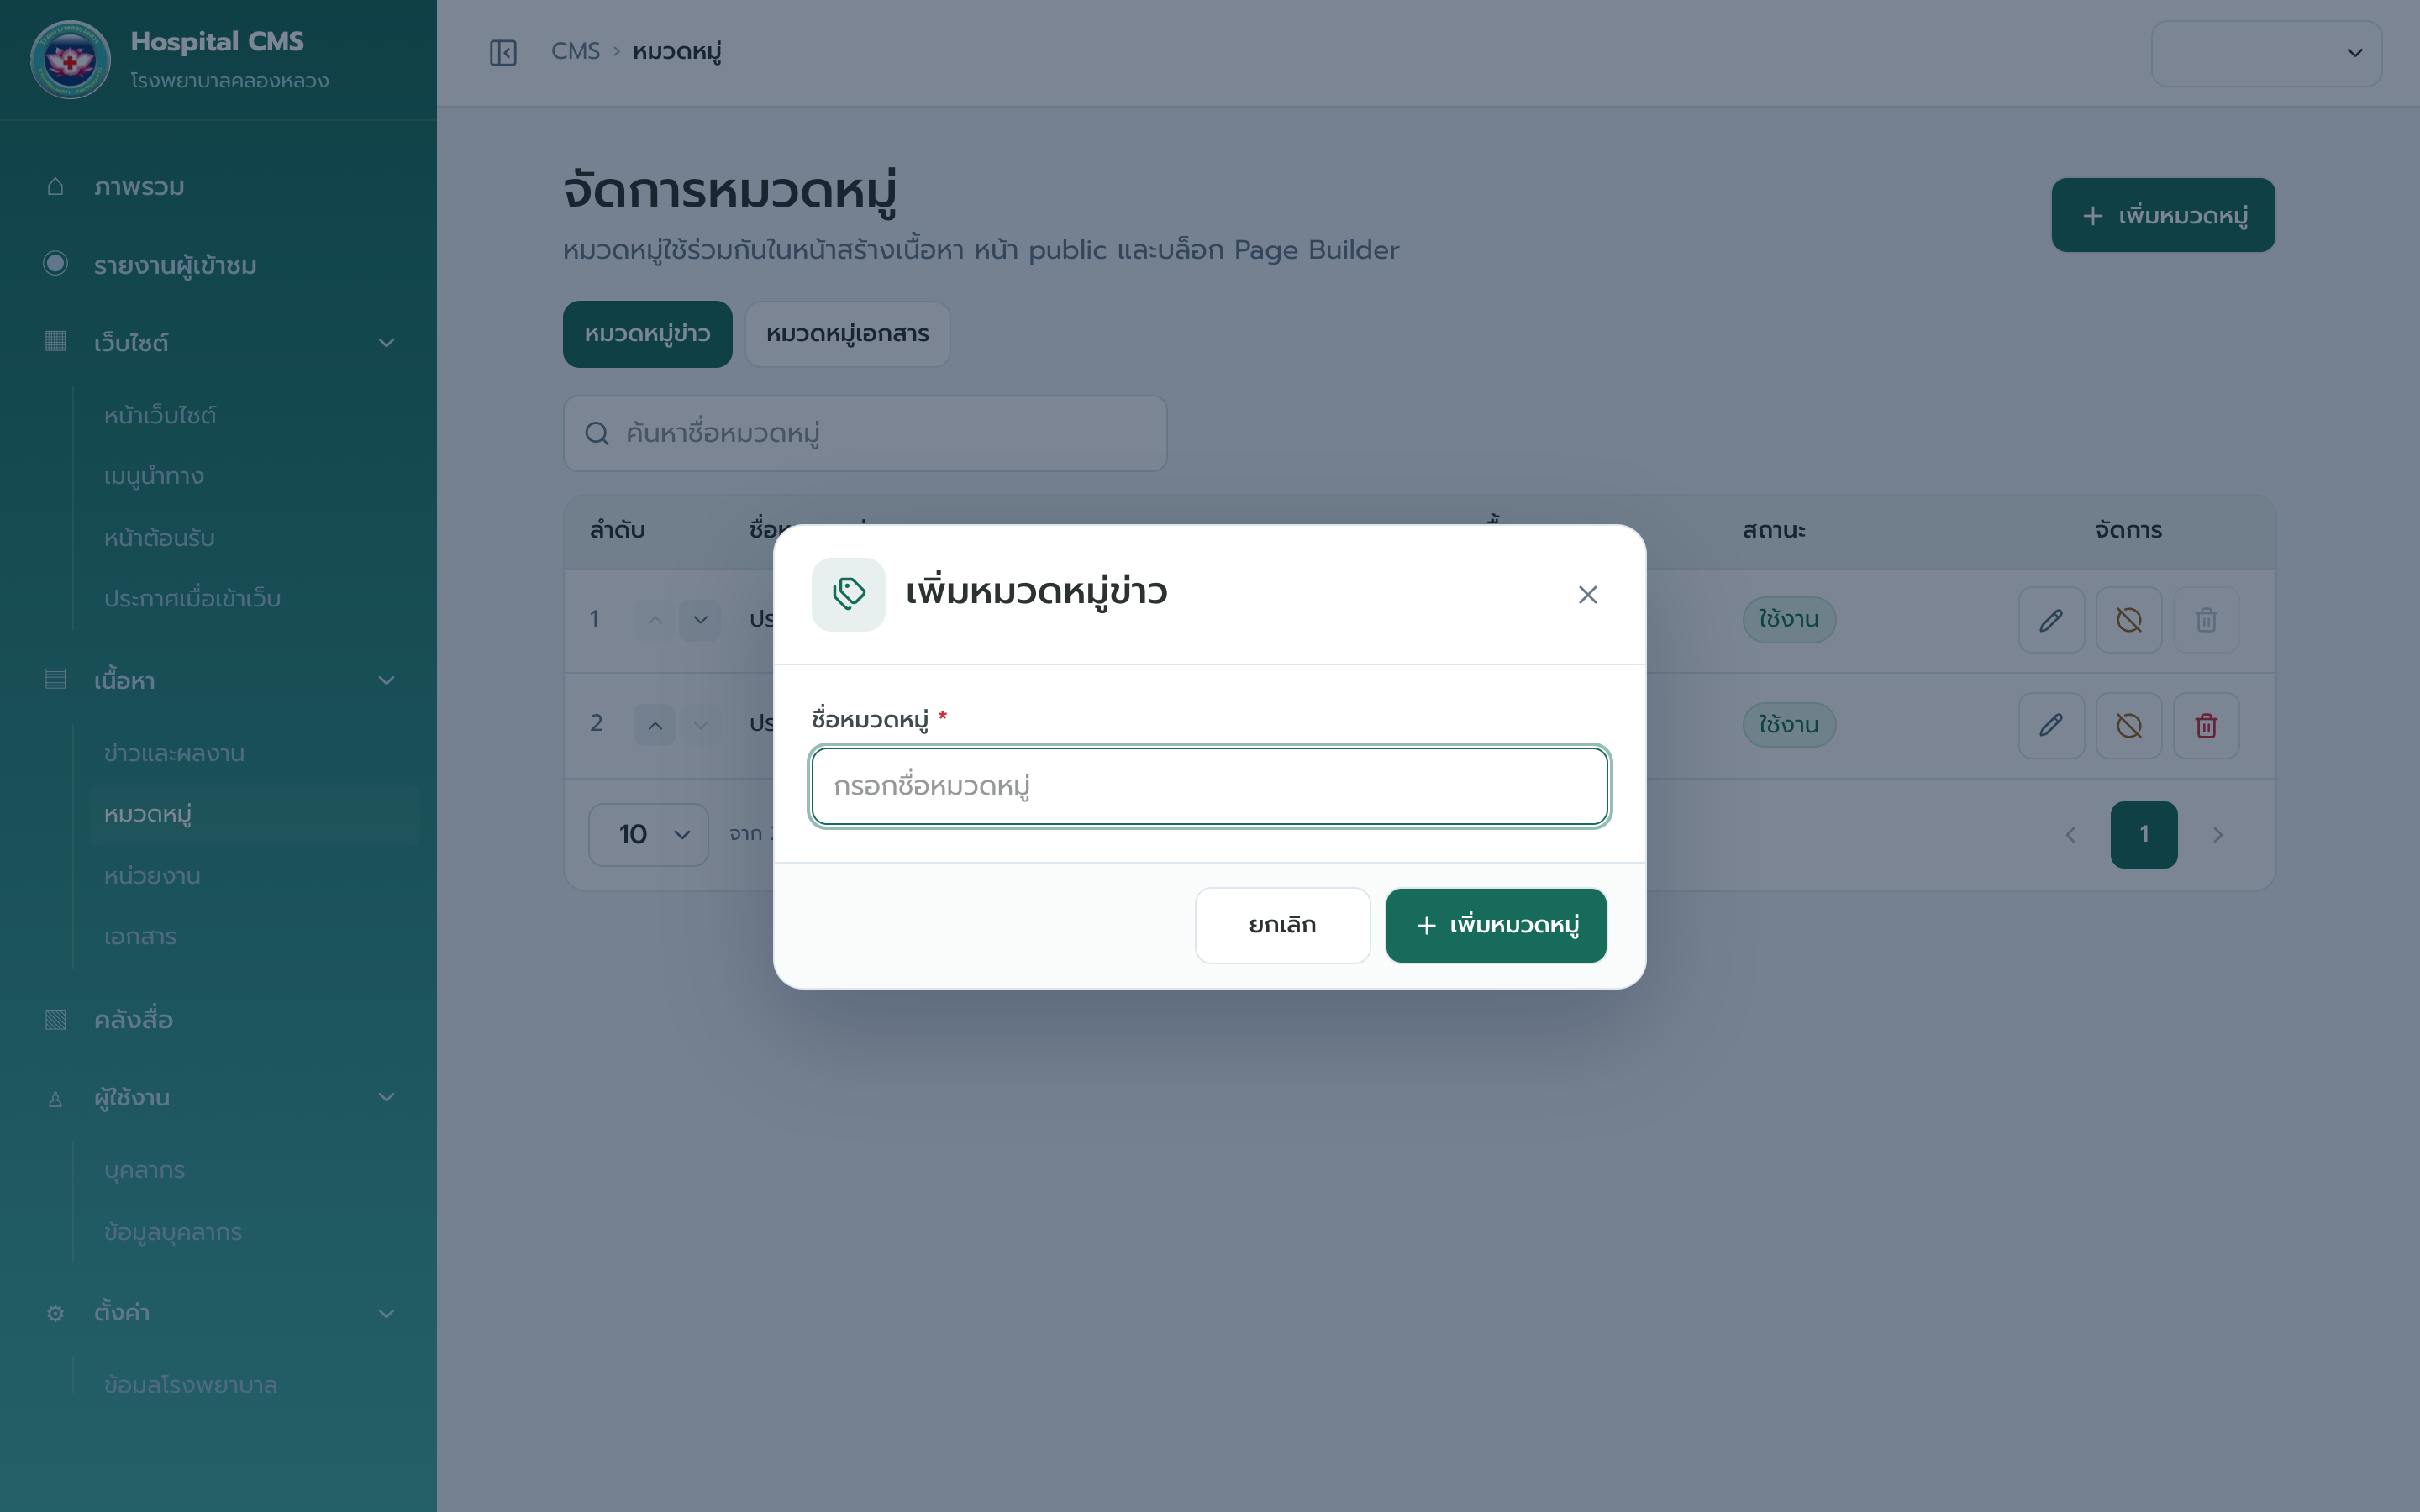 Hospital CMS
โรงพยาบาลคลองหลวง
ภาพรวม
รายงานผู้เข้าชม
เว็บไซต์
หน้าเว็บไซต์
เมนูนำทาง
หน้าต้อนรับ
ประกาศเมื่อเข้าเว็บ
เนื้อหา
ข่าวและผลงาน
หมวดหมู่
หน่วยงาน
เอกสาร
คลังสื่อ
ผู้ใช้งาน
บุคลากร
ข้อมูลบุคลากร
ตั้งค่า
ข้อมูลโรงพยาบาล
CMS › หมวดหมู่
จัดการหมวดหมู่
หมวดหมู่ใช้ร่วมกันในหน้าสร้างเนื้อหา หน้า public และบล็อก Page Builder
เพิ่มหมวดหมู่
หมวดหมู่ข่าว หมวดหมู่เอกสาร
ค้นหาชื่อหมวดหมู่
ลำดับ สถานะ จัดการ
1 ใช้งาน
2 ใช้งาน
10 จาก 1
เพิ่มหมวดหมู่ข่าว
ชื่อหมวดหมู่ *
กรอกชื่อหมวดหมู่
ยกเลิก เพิ่มหมวดหมู่